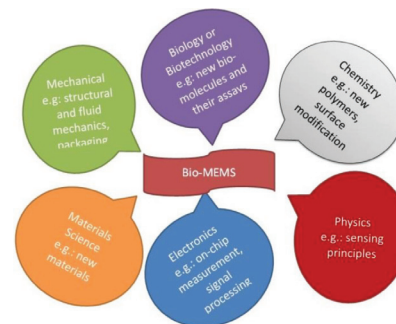 Mechanical
e.g: structural
and fluid
mechanics,
packaging
Biology or
Biotechnology
e.g: new bio-
molecules and
their assays
Chemistry
e.g.: new
polymers,
surface
modification
Bio-MEMS
Materials
Science
e.g.: new
materials
Electronics
e.g.: on-chip
measurement,
signal
processing
Physics
e.g.: sensing
principles